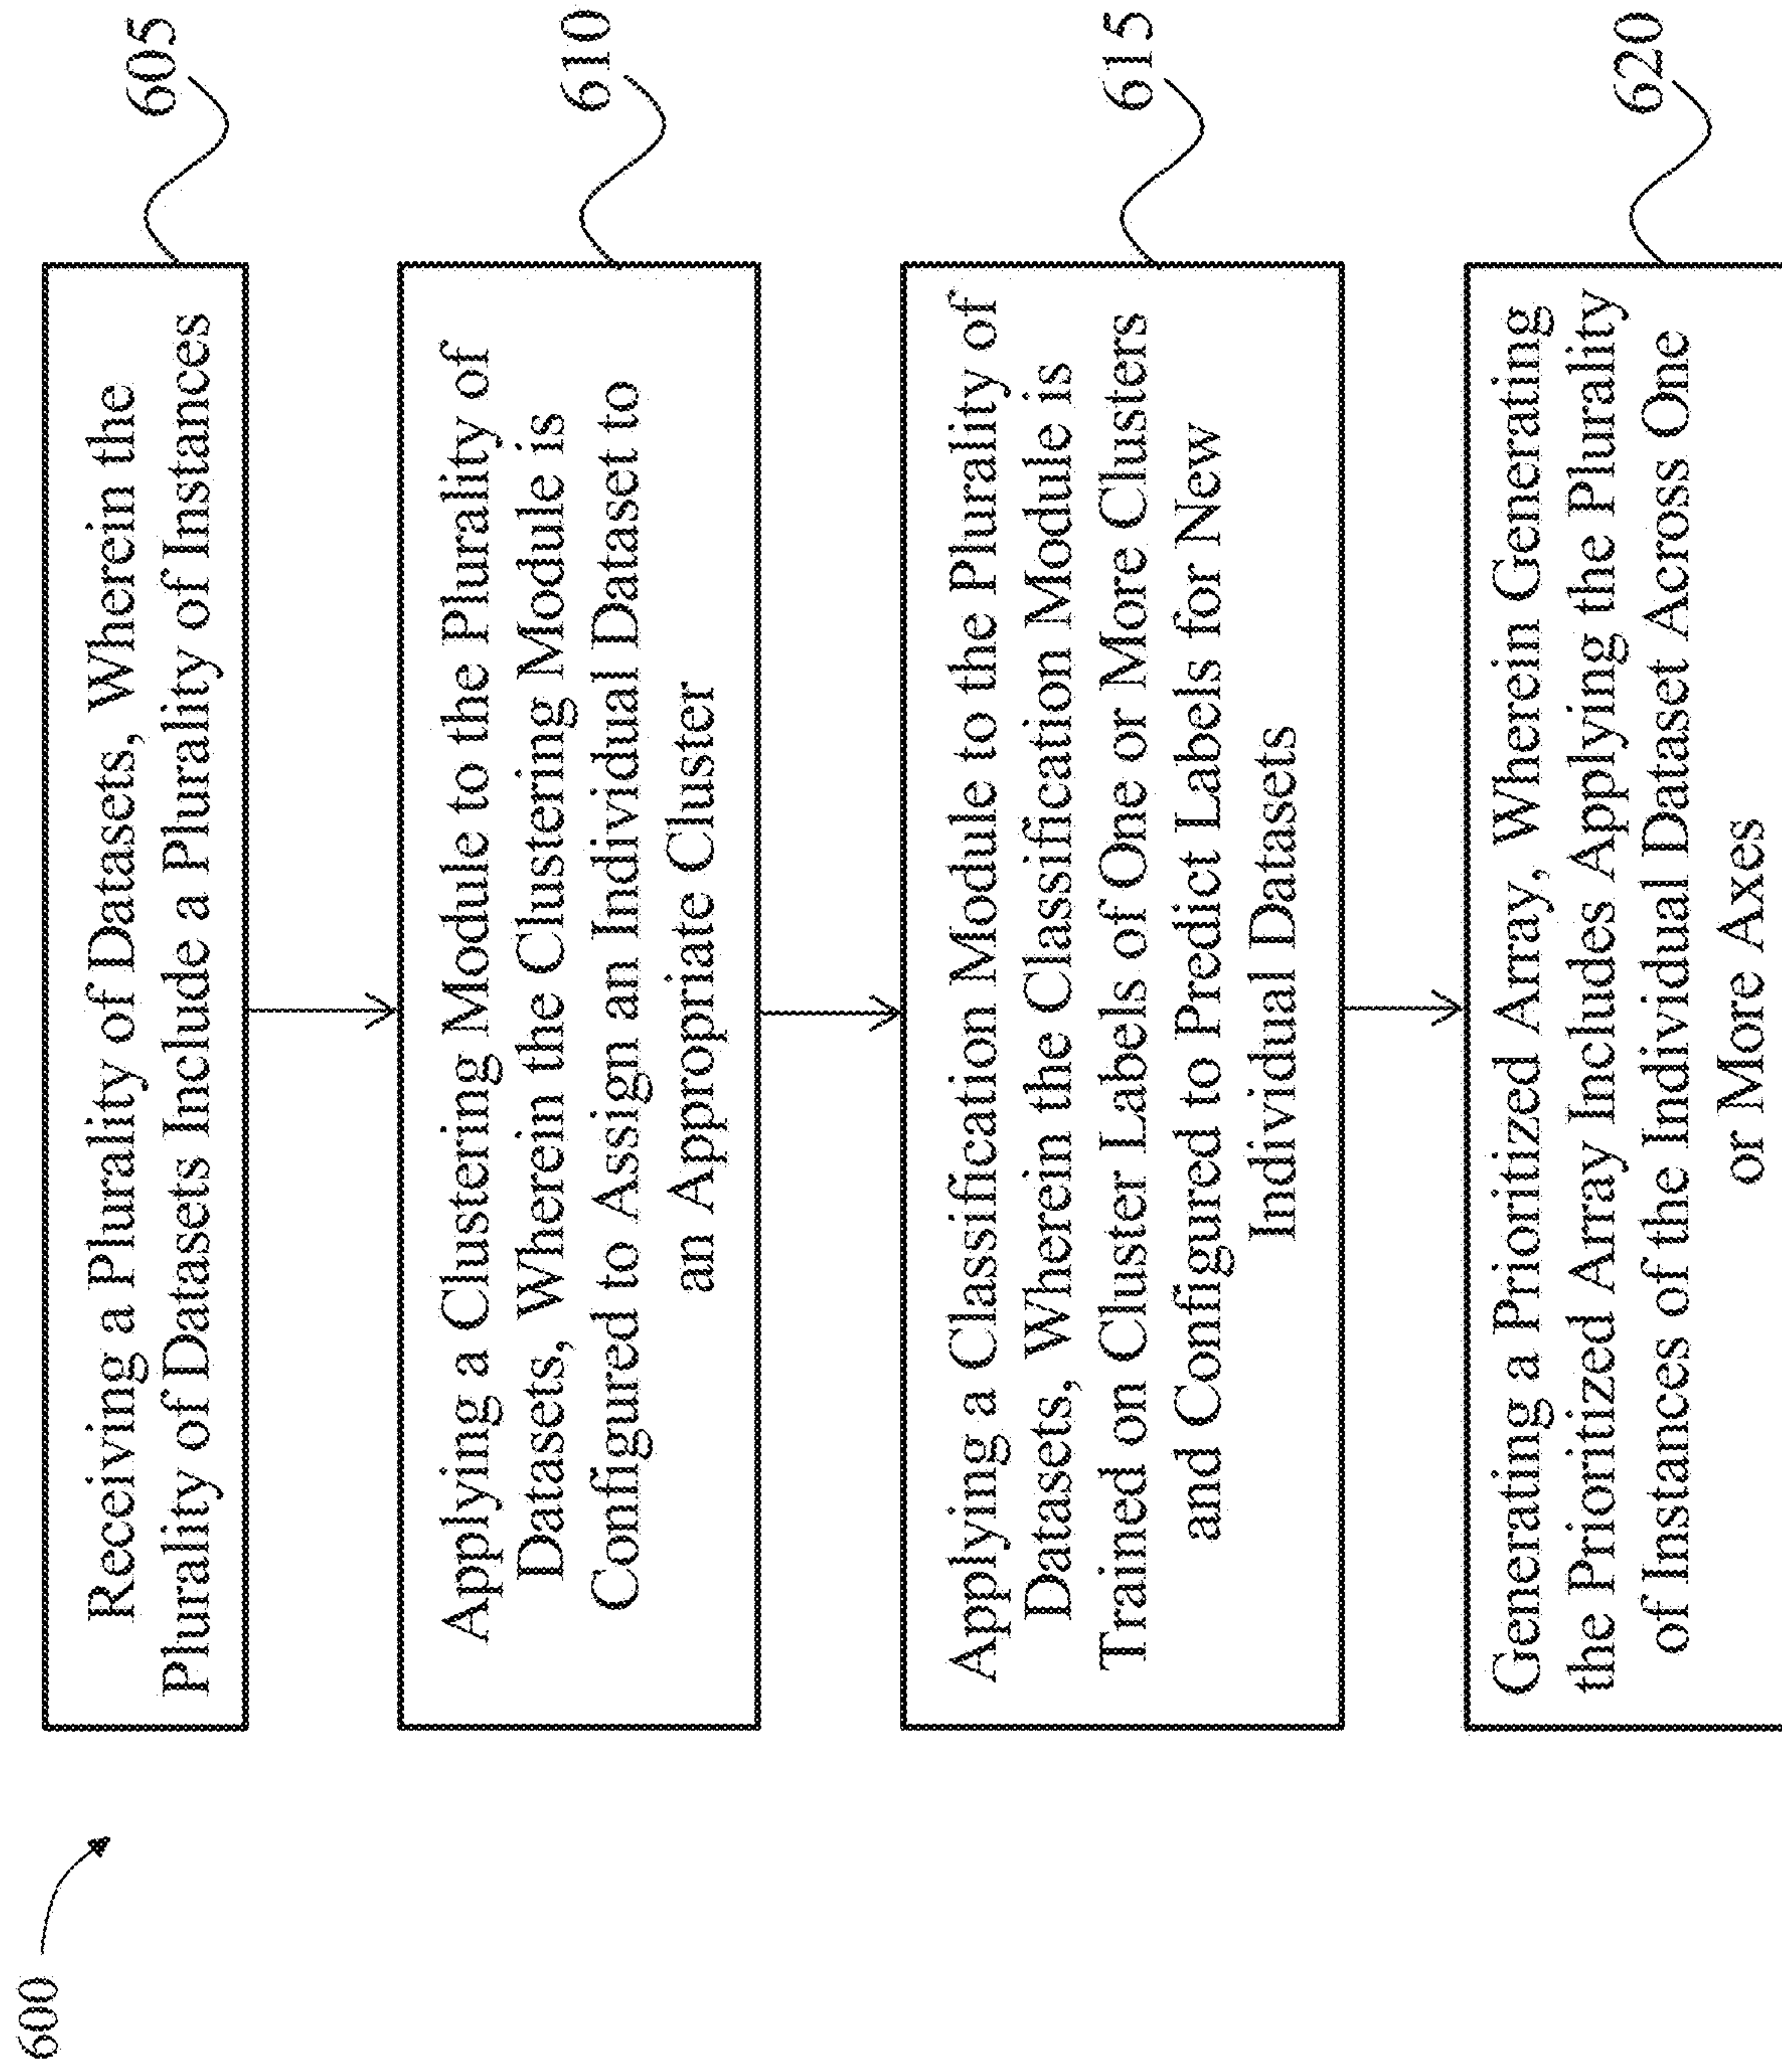 600
605
Receiving a Plurality of Datasets, Wherein the
Plurality of Datasets Include a Plurality of Instances
610
Applying a Clustering Module to the Plurality of
Datasets, Wherein the Clustering Module is
Configured to Assign an Individual Dataset to
an Appropriate Cluster
615
Applying a Classification Module to the Plurality of
Datasets, Wherein the Classification Module is
Trained on Cluster Labels of One or More Clusters
and Configured to Predict Labels for New
Individual Datasets
620
Generating a Prioritized Array, Wherein Generating
the Prioritized Array Includes Applying the Plurality
of Instances of the Individual Dataset Across One
or More Axes